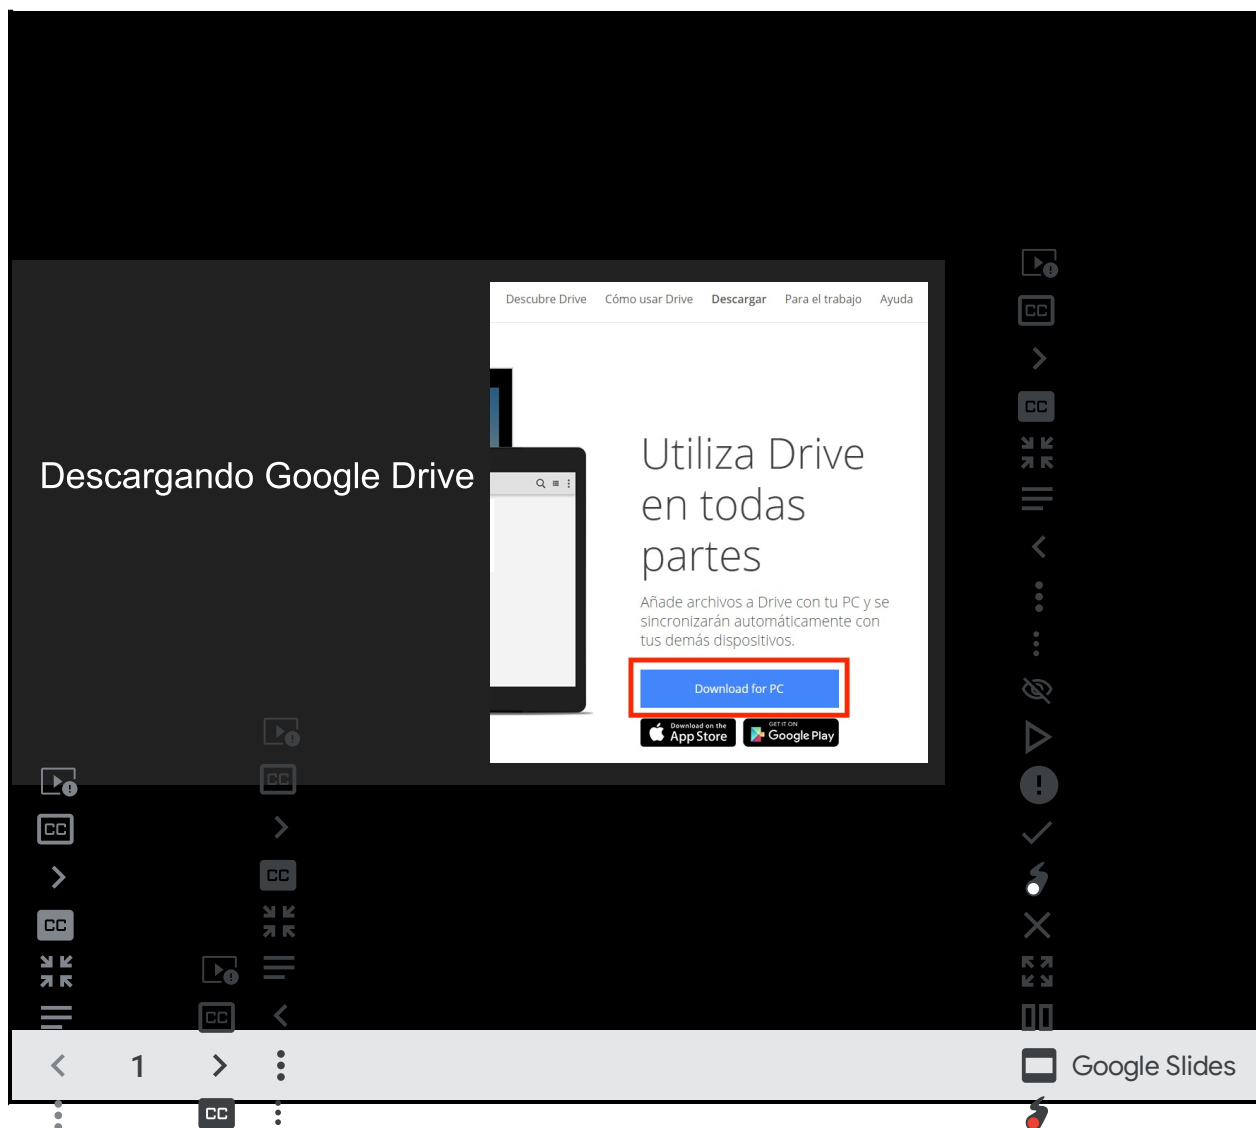 Descubre Drive Cómo usar Drive Descargar Para el trabajo Ayuda
Descargando Google Drive
Utiliza Drive
en todas
partes
Añade archivos a Drive con tu PC y se
sincronizarán automáticamente con
tus demás dispositivos.
Download for PC
Download on the
App Store
GET IT ON
Google Play
CC
CC
CC
CC
CC
CC
CC
1
Google Slides
CC